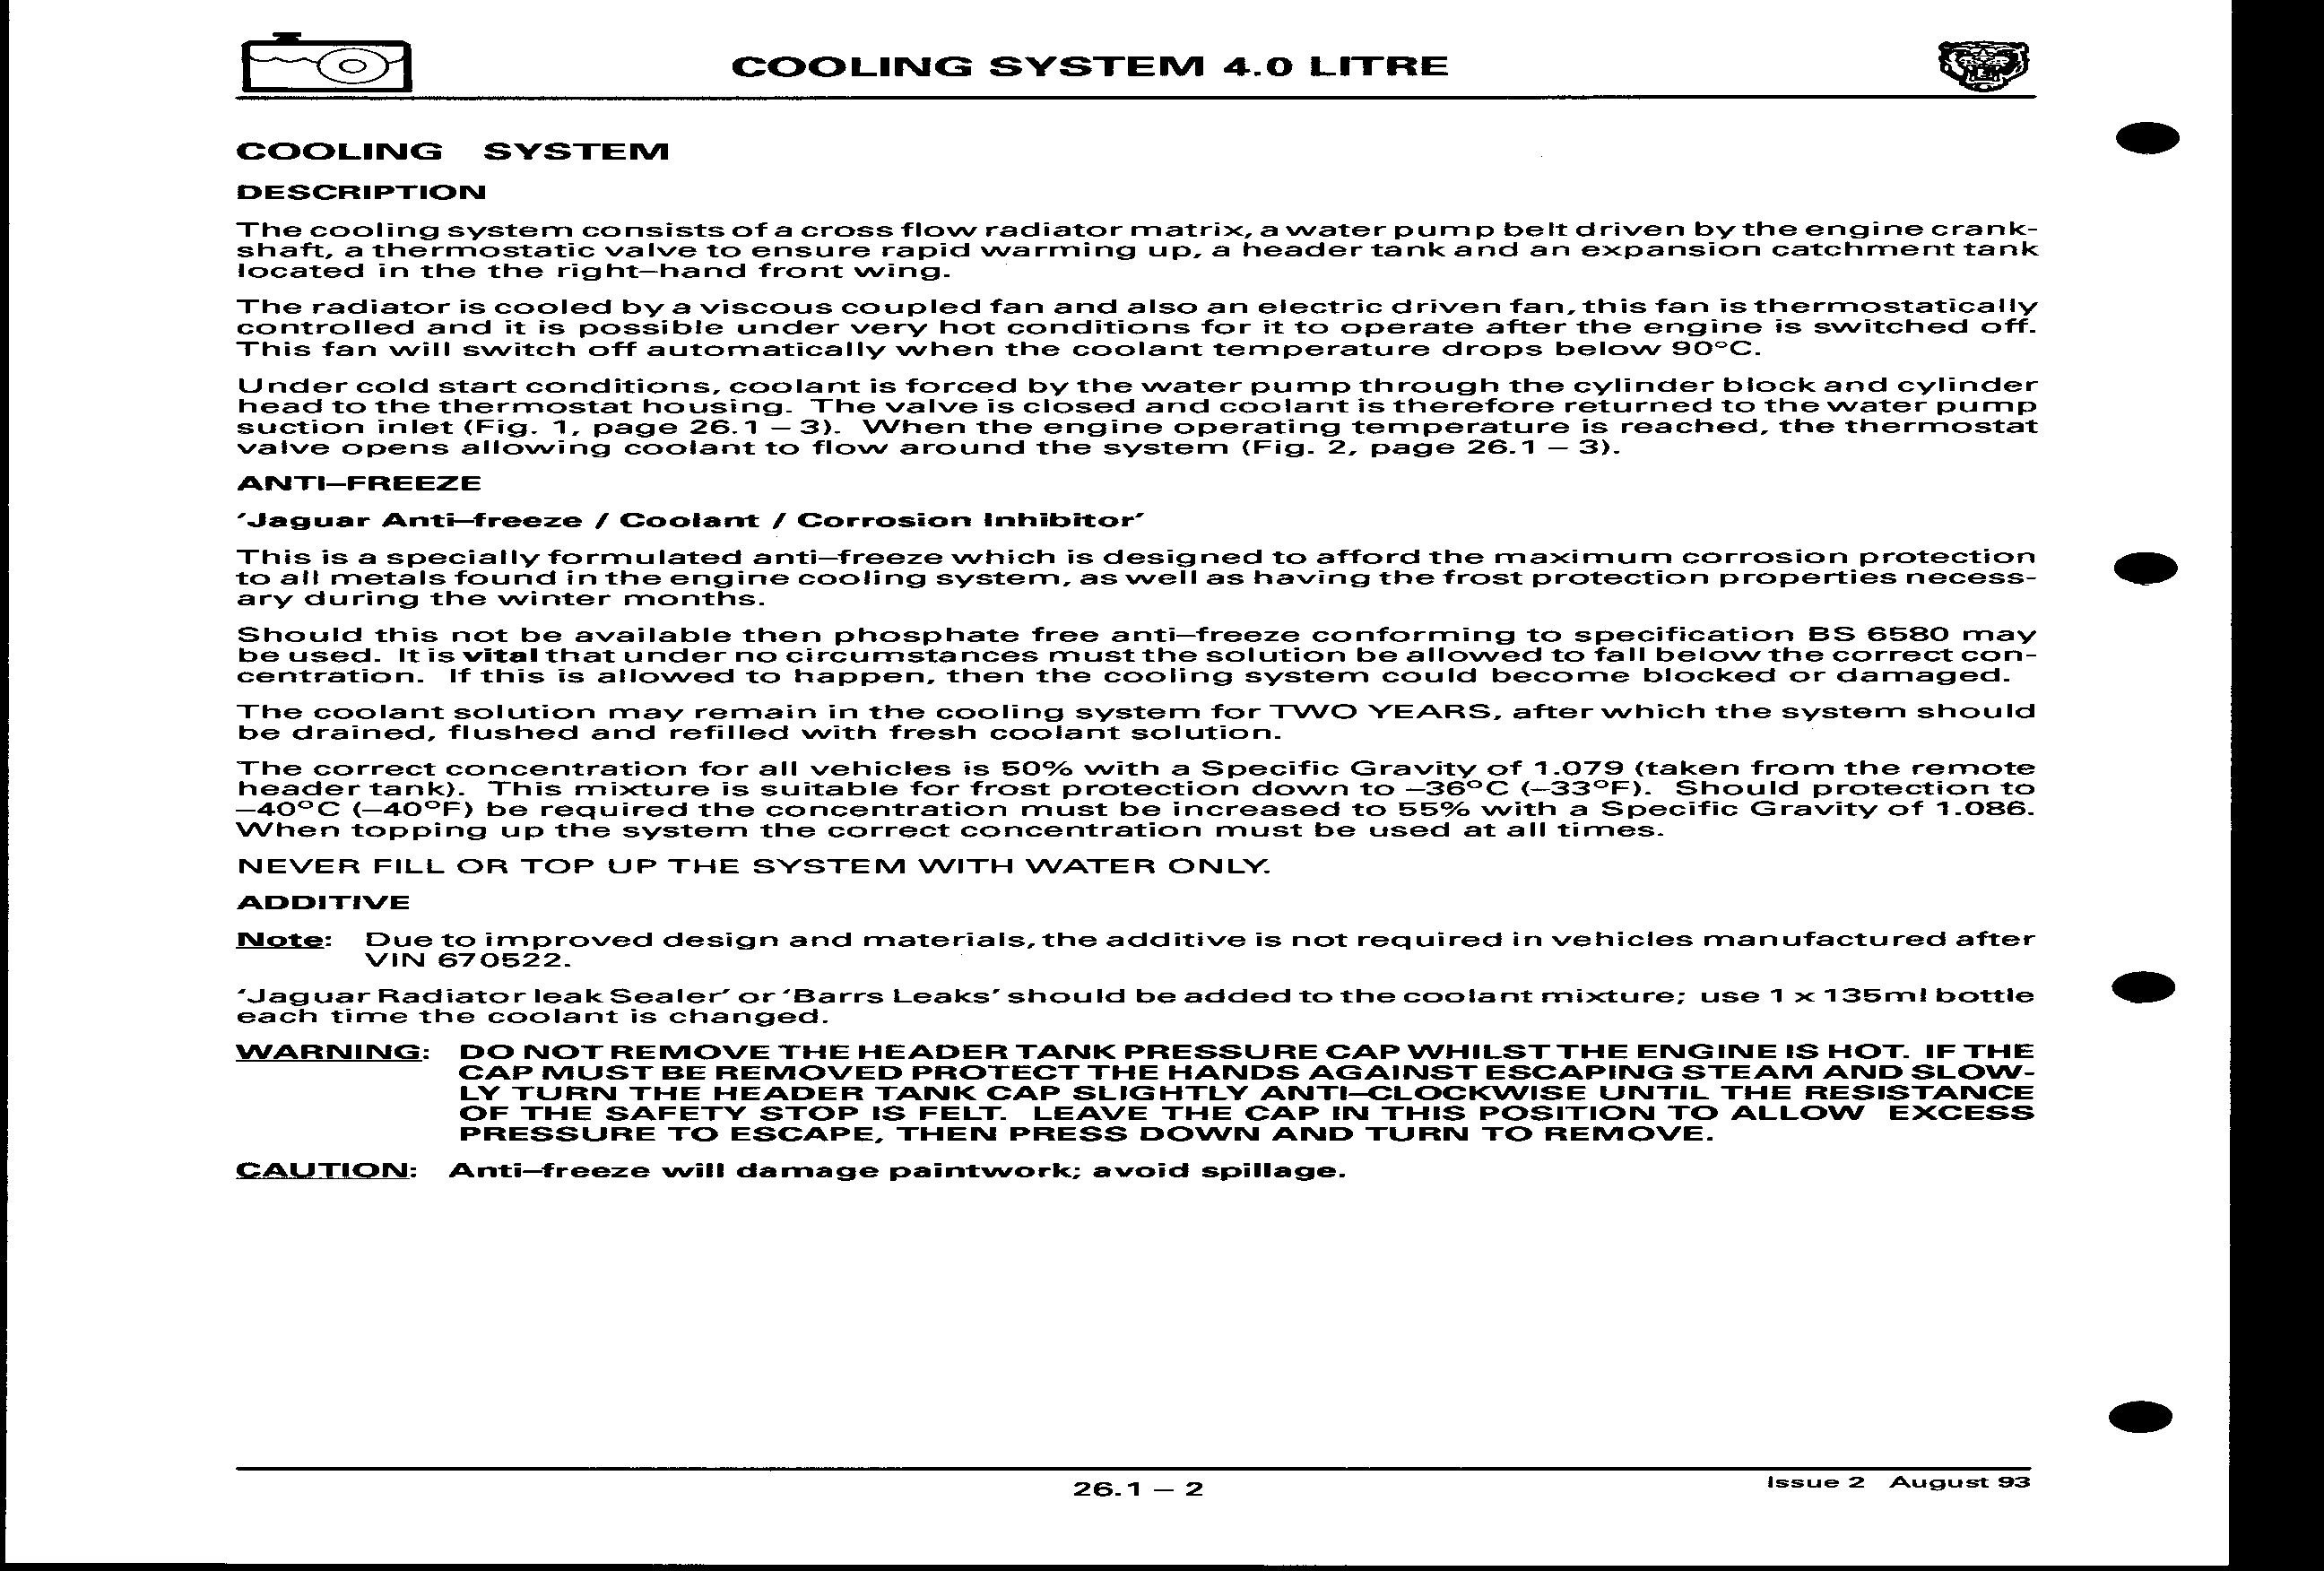 COOLING SYSTEM 4.0 LITRE
COOLING SYSTEM
DESCRIPTION
The cooling system consists of a cross flow radiator matrix, a water pump belt driven by the engine crank-
shaft, a thermostatic valve to ensure rapid warming up, a header tank and an expansion catchment tank
located in the the right–hand front wing.
The radiator is cooled by a viscous coupled fan and also an electric driven fan, this fan is thermostatically
controlled and it is possible under very hot conditions for it to operate after the engine is switched off.
This fan will switch off automatically when the coolant temperature drops below 90°C.
Under cold start conditions, coolant is forced by the water pump through the cylinder block and cylinder
head to the thermostat housing. The valve is closed and coolant is therefore returned to the water pump
suction inlet (Fig. 1, page 26.1 – 3). When the engine operating temperature is reached, the thermostat
valve opens allowing coolant to flow around the system (Fig. 2, page 26.1 – 3).
ANTI–FREEZE
'Jaguar Anti–freeze / Coolant / Corrosion Inhibitor'
This is a specially formulated anti–freeze which is designed to afford the maximum corrosion protection
to all metals found in the engine cooling system, as well as having the frost protection properties necess-
ary during the winter months.
Should this not be available then phosphate free anti–freeze conforming to specification BS 6580 may
be used. It is vital that under no circumstances must the solution be allowed to fall below the correct con-
centration. If this is allowed to happen, then the cooling system could become blocked or damaged.
The coolant solution may remain in the cooling system for TWO YEARS, after which the system should
be drained, flushed and refilled with fresh coolant solution.
The correct concentration for all vehicles is 50% with a Specific Gravity of 1.079 (taken from the remote
header tank). This mixture is suitable for frost protection down to –36°C (–33°F). Should protection to
–40°C (–40°F) be required the concentration must be increased to 55% with a Specific Gravity of 1.086.
When topping up the system the correct concentration must be used at all times.
NEVER FILL OR TOP UP THE SYSTEM WITH WATER ONLY.
ADDITIVE
Note: Due to improved design and materials, the additive is not required in vehicles manufactured after
VIN 670522.
'Jaguar Radiator leak Sealer' or 'Barrs Leaks' should be added to the coolant mixture; use 1 x 135ml bottle
each time the coolant is changed.
WARNING: DO NOT REMOVE THE HEADER TANK PRESSURE CAP WHILST THE ENGINE IS HOT. IF THE
CAP MUST BE REMOVED PROTECT THE HANDS AGAINST ESCAPING STEAM AND SLOW-
LY TURN THE HEADER TANK CAP SLIGHTLY ANTI–CLOCKWISE UNTIL THE RESISTANCE
OF THE SAFETY STOP IS FELT. LEAVE THE CAP IN THIS POSITION TO ALLOW EXCESS
PRESSURE TO ESCAPE, THEN PRESS DOWN AND TURN TO REMOVE.
CAUTION: Anti–freeze will damage paintwork; avoid spillage.
26.1 – 2
Issue 2 August 93